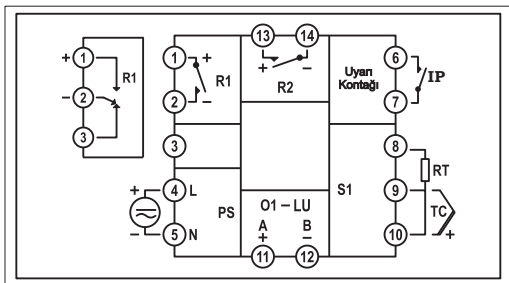 13 14
+ 1 1 + 6
R1 R1 + − Uyarı IP
− 2 2 − R2 Kontağı 7
3 3 8
RT
+ 4 L O1 – LU S1 9
PS A B TC
− 5 N + − 10 +
11 12